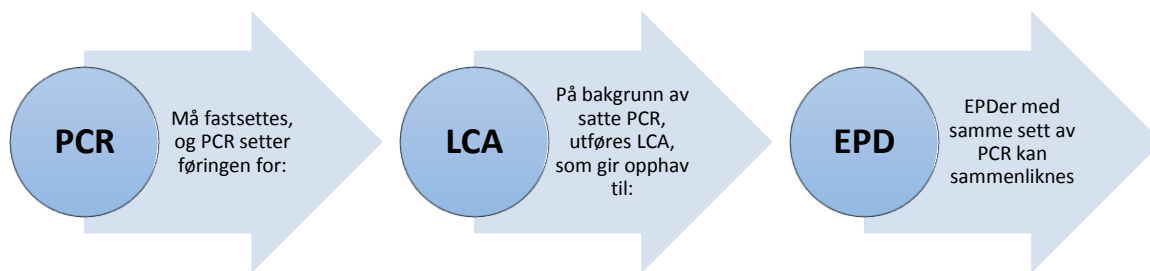 PCR
Må fastsettes,
og PCR setter
føringen for:
LCA
På bakgrunn av
satte PCR,
utføres LCA,
som gir opphav
til:
EPD
EPDer med
samme sett av
PCR kan
sammenliknes